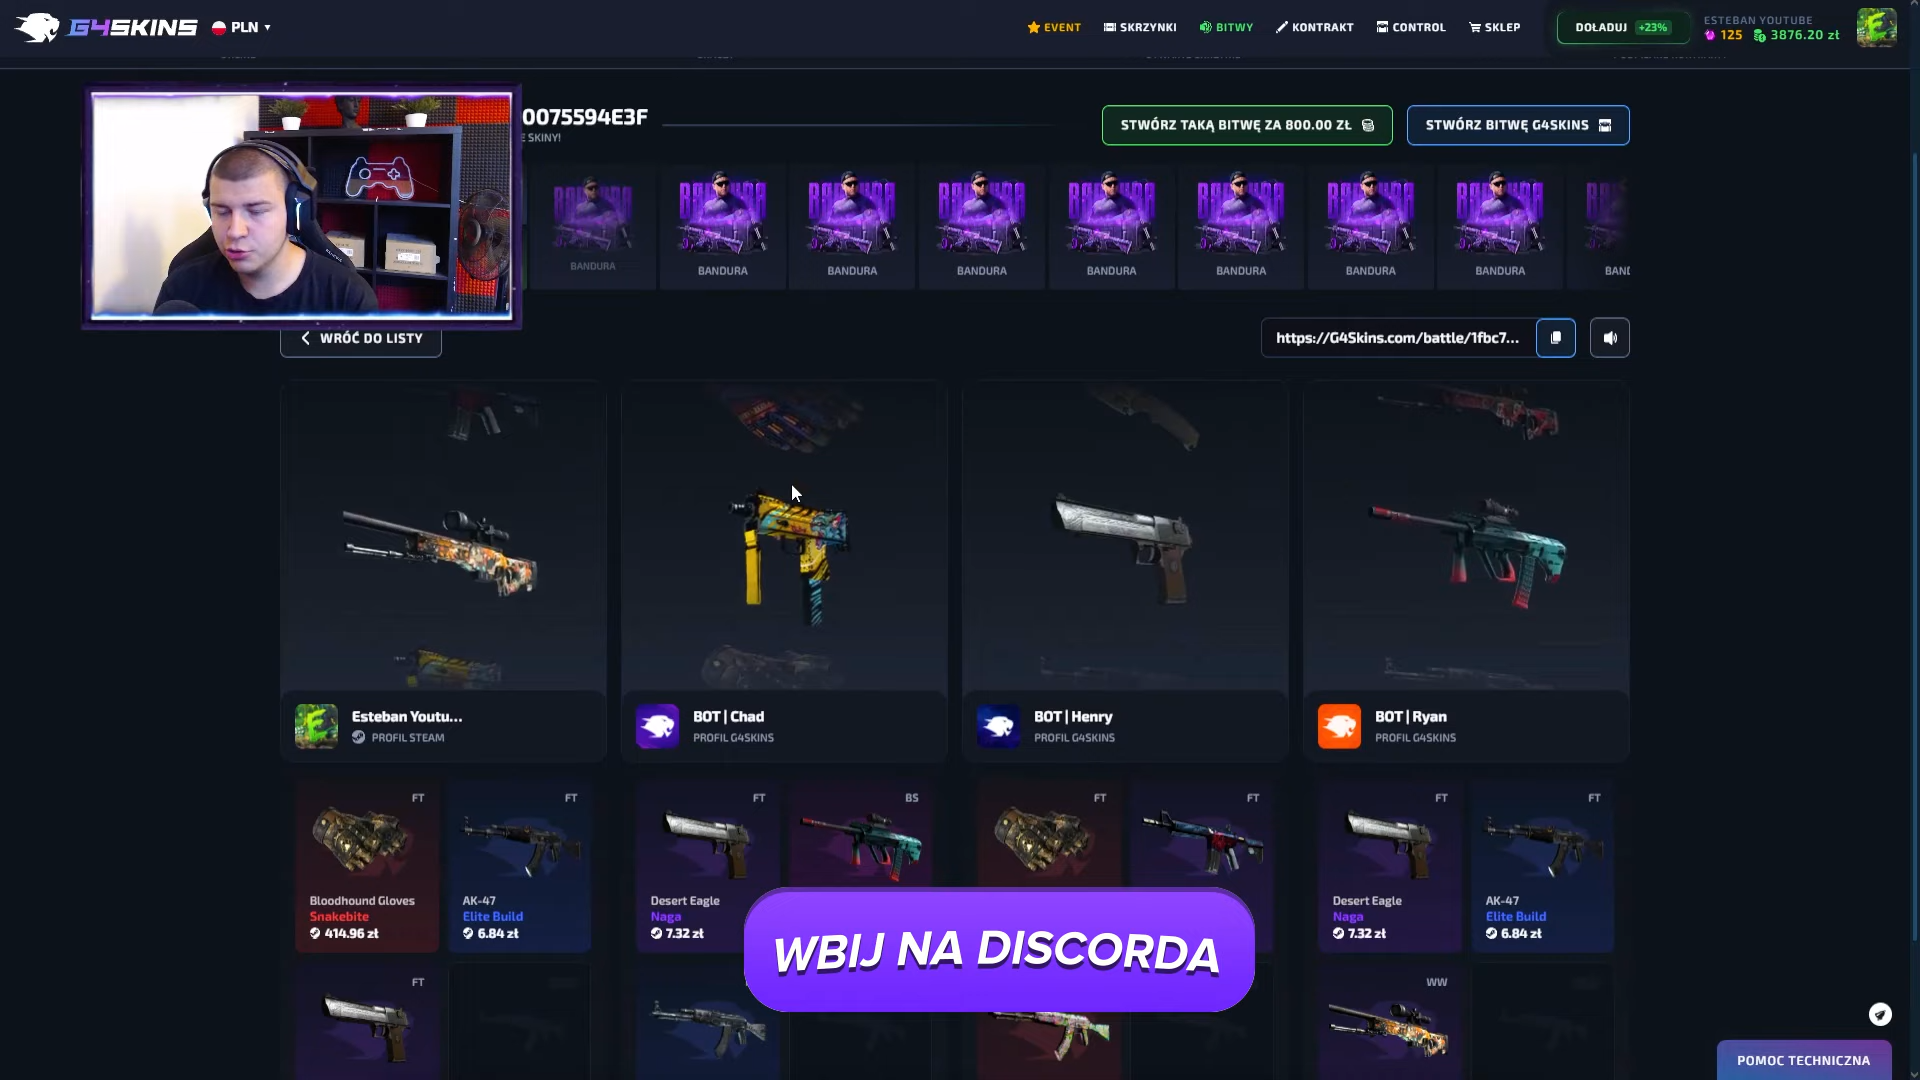 G4SKINS
PLN
EVENT
SKRZYNKI
BITWY
KONTRAKT
CONTROL
SKLEP
DOŁADUJ +23%
ESTEBAN YOUTUBE
125 3876.20 zł
0075594E3F
E SKINY!
STWÓRZ TAKĄ BITWĘ ZA 800.00 ZŁ
STWÓRZ BITWĘ G4SKINS
BANDURA
BANDURA
BANDURA
BANDURA
BANDURA
BANDURA
BANDURA
BANDURA
BAND
WRÓĆ DO LISTY
https://G4Skins.com/battle/1fbc7...
Esteban Youtu...
PROFIL STEAM
BOT | Chad
PROFIL G4SKINS
BOT | Henry
PROFIL G4SKINS
BOT | Ryan
PROFIL G4SKINS
FT
FT
FT
BS
FT
FT
FT
FT
Bloodhound Gloves
Snakebite
414.96 zł
AK-47
Elite Build
6.84 zł
Desert Eagle
Naga
7.32 zł
Desert Eagle
Naga
7.32 zł
AK-47
Elite Build
6.84 zł
WBIJ NA DISCORDA
FT
WW
POMOC TECHNICZNA